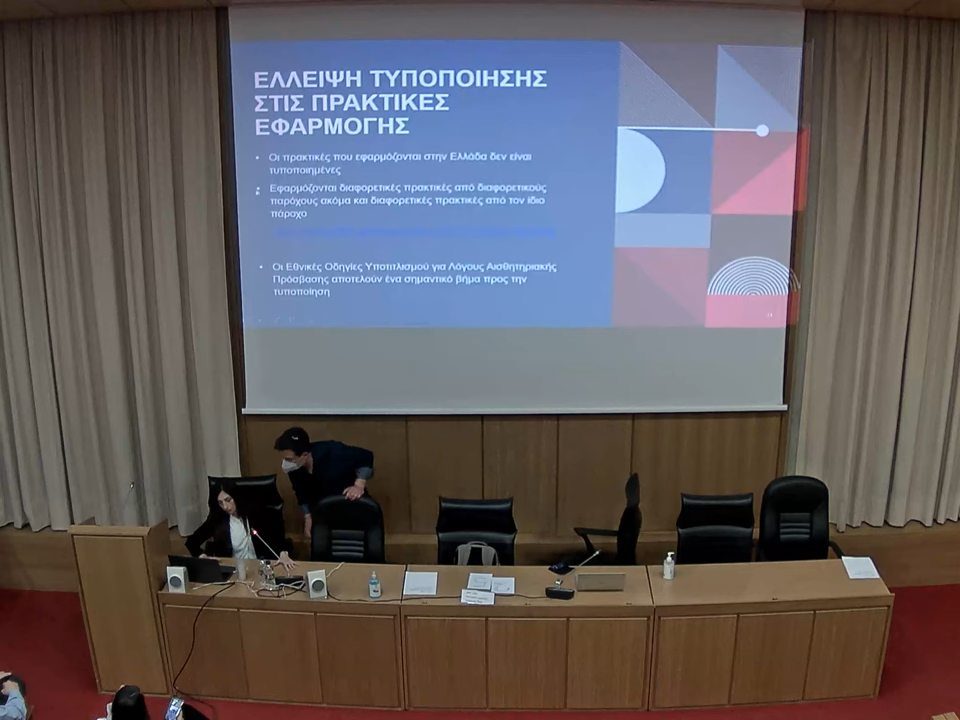 ΕΛΛΕΙΨΗ ΤΥΠΟΠΟΙΗΣΗΣ
ΣΤΙΣ ΠΡΑΚΤΙΚΕΣ
ΕΦΑΡΜΟΓΗΣ
• Οι πρακτικές που εφαρμόζονται στην Ελλάδα δεν είναι
τυποποιημένες
Εφαρμόζονται διαφορετικές πρακτικές από διαφορετικούς
παρόχους ακόμα και διαφορετικές πρακτικές από τον ίδιο
πάροχο
• Οι Εθνικές Οδηγίες Υποτιτλισμού για Λόγους Αισθητηριακής
Πρόσβασης αποτελούν ένα σημαντικό βήμα προς την
τυποποίηση